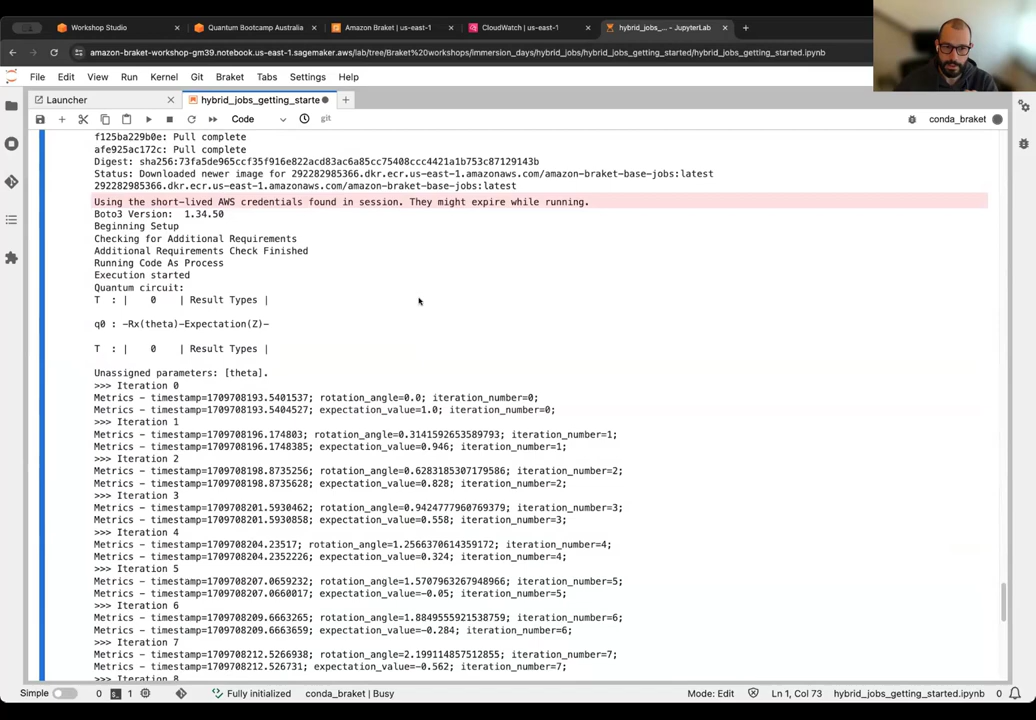 Workshop Studio
Quantum Bootcamp Australia
Amazon Braket | us-east-1
CloudWatch | us-east-1
hybrid_jobs_... - JupyterLab
amazon-braket-workshop-gm39.notebook.us-east-1.sagemaker.aws/lab/tree/Braket%20workshops/immersion_days/hybrid_jobs/hybrid_jobs_getting_started/hybrid_jobs_getting_started.ipynb
File Edit View Run Kernel Git Braket Tabs Settings Help
Launcher
hybrid_jobs_getting_starte
Code
git
conda_braket
f125ba229b0e: Pull complete
afe925ac172c: Pull complete
Digest: sha256:73fa5de965ccf35f916e822acd83ac6a85cc75408ccc4421a1b753c87129143b
Status: Downloaded newer image for 292282985366.dkr.ecr.us-east-1.amazonaws.com/amazon-braket-base-jobs:latest
292282985366.dkr.ecr.us-east-1.amazonaws.com/amazon-braket-base-jobs:latest
Using the short-lived AWS credentials found in session. They might expire while running.
Boto3 Version:  1.34.50
Beginning Setup
Checking for Additional Requirements
Additional Requirements Check Finished
Running Code As Process
Execution started
Quantum circuit:
T  : |    0    | Result Types |
q0 : -Rx(theta)-Expectation(Z)-
T  : |    0    | Result Types |
Unassigned parameters: [theta].
>>> Iteration 0
Metrics - timestamp=1709708193.5401537; rotation_angle=0.0; iteration_number=0;
Metrics - timestamp=1709708193.5404527; expectation_value=1.0; iteration_number=0;
>>> Iteration 1
Metrics - timestamp=1709708196.174803; rotation_angle=0.3141592653589793; iteration_number=1;
Metrics - timestamp=1709708196.1748385; expectation_value=0.946; iteration_number=1;
>>> Iteration 2
Metrics - timestamp=1709708198.8735256; rotation_angle=0.6283185307179586; iteration_number=2;
Metrics - timestamp=1709708198.8735628; expectation_value=0.828; iteration_number=2;
>>> Iteration 3
Metrics - timestamp=1709708201.5930462; rotation_angle=0.9424777960769379; iteration_number=3;
Metrics - timestamp=1709708201.5930858; expectation_value=0.558; iteration_number=3;
>>> Iteration 4
Metrics - timestamp=1709708204.23517; rotation_angle=1.2566370614359172; iteration_number=4;
Metrics - timestamp=1709708204.2352226; expectation_value=0.324; iteration_number=4;
>>> Iteration 5
Metrics - timestamp=1709708207.0659232; rotation_angle=1.5707963267948966; iteration_number=5;
Metrics - timestamp=1709708207.0660017; expectation_value=-0.05; iteration_number=5;
>>> Iteration 6
Metrics - timestamp=1709708209.6663265; rotation_angle=1.8849555921538759; iteration_number=6;
Metrics - timestamp=1709708209.6663659; expectation_value=-0.284; iteration_number=6;
>>> Iteration 7
Metrics - timestamp=1709708212.5266938; rotation_angle=2.199114857512855; iteration_number=7;
Metrics - timestamp=1709708212.526731; expectation_value=-0.562; iteration_number=7;
>>> Iteration 8
Simple 0 1 Fully initialized conda_braket | Busy Mode: Edit Ln 1, Col 73 hybrid_jobs_getting_started.ipynb 0